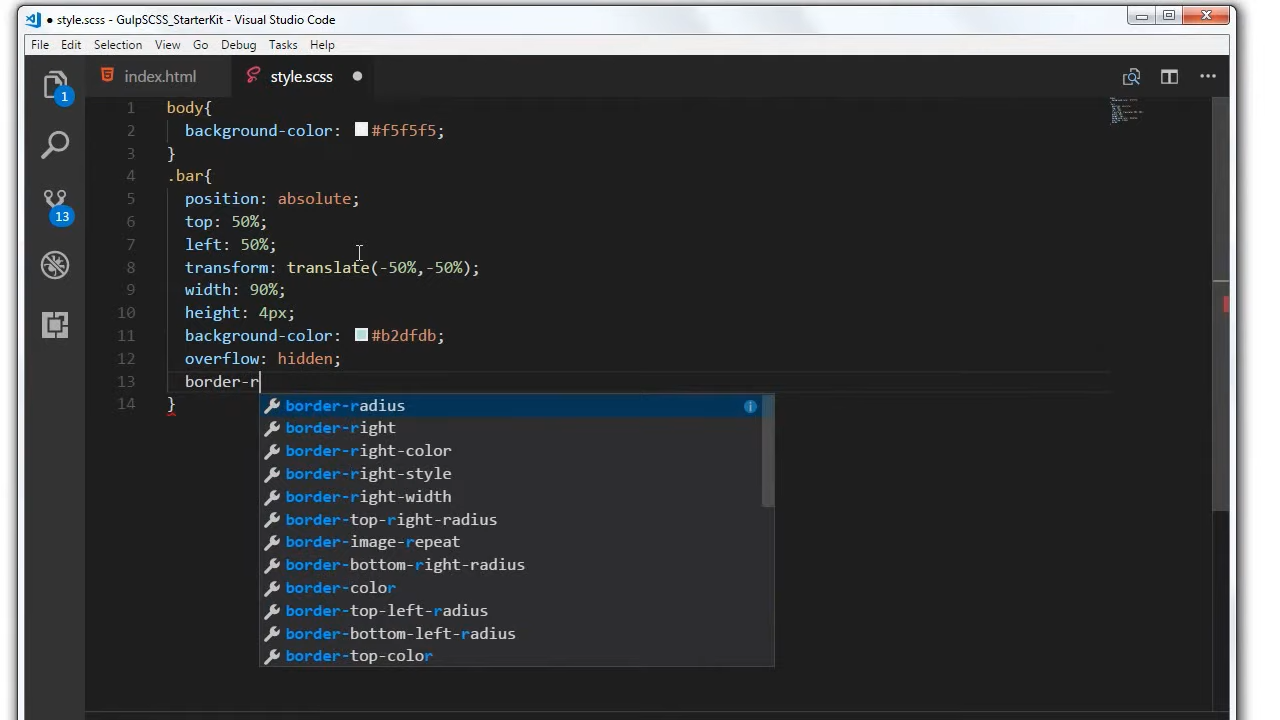 ● style.scss - GulpSCSS_StarterKit - Visual Studio Code
File Edit Selection View Go Debug Tasks Help
index.html style.scss ●
1 body{
2 background-color: #f5f5f5;
3 }
4 .bar{
5 position: absolute;
6 top: 50%;
7 left: 50%;
8 transform: translate(-50%,-50%);
9 width: 90%;
10 height: 4px;
11 background-color: #b2dfdb;
12 overflow: hidden;
13 border-r
14 }
border-radius
border-right
border-right-color
border-right-style
border-right-width
border-top-right-radius
border-image-repeat
border-bottom-right-radius
border-color
border-top-left-radius
border-bottom-left-radius
border-top-color
1
13